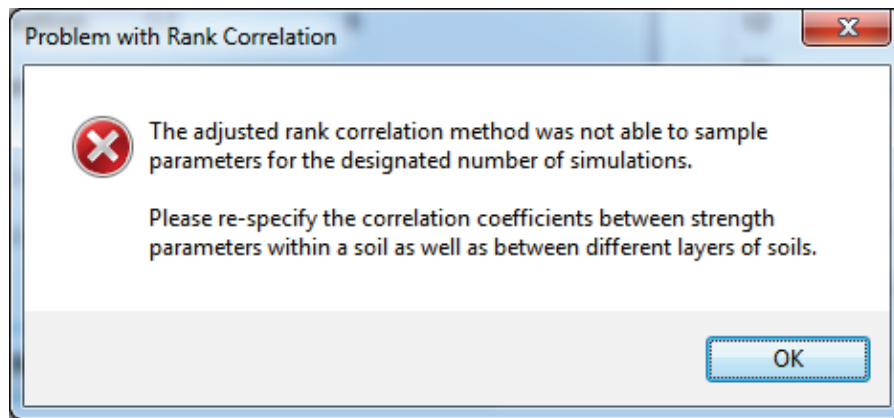 Problem with Rank Correlation
The adjusted rank correlation method was not able to sample
parameters for the designated number of simulations.
Please re-specify the correlation coefficients between strength
parameters within a soil as well as between different layers of soils.
OK